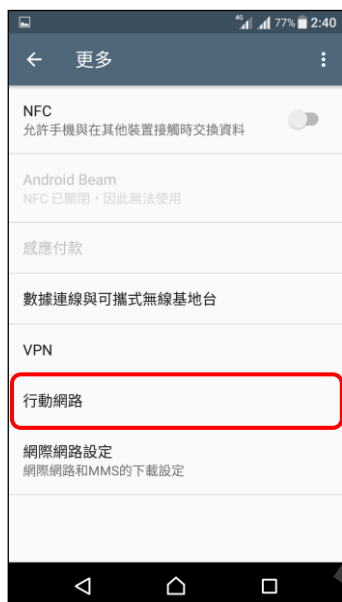 4G 77% 2:40
更多
NFC
允許手機與在其他裝置接觸時交換資料
Android Beam
NFC 已關閉，因此無法使用
感應付款
數據連線與可攜式無線基地台
VPN
行動網路
網際網路設定
網際網路和MMS的下載設定